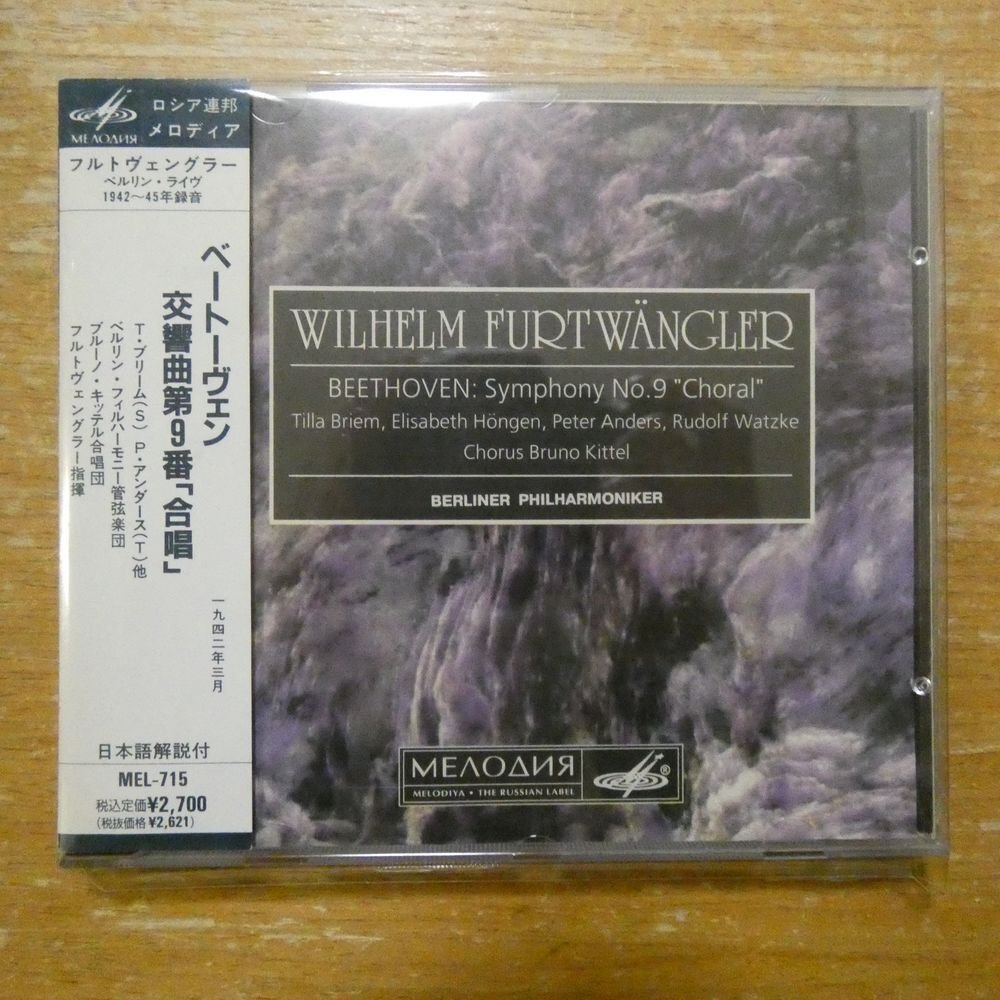 МЕЛОДИЯ
ロシア連邦
メロディア
フルトヴェングラー
ベルリン・ライヴ
1942〜45年録音
ベートーヴェン
交響曲第9番「合唱」
T・ブリーム(S) P・アンダース(T)他
ベルリン・フィルハーモニー管弦楽団
ブルーノ・キッテル合唱団
フルトヴェングラー指揮
一九四二年三月
日本語解説付
MEL-715
税込定価¥2,700
(税抜価格¥2,621)
WILHELM FURTWÄNGLER
BEETHOVEN: Symphony No.9 "Choral"
Tilla Briem, Elisabeth Höngen, Peter Anders, Rudolf Watzke
Chorus Bruno Kittel
BERLINER PHILHARMONIKER
МЕЛОДИЯ
MELODIYA • THE RUSSIAN LABEL
®